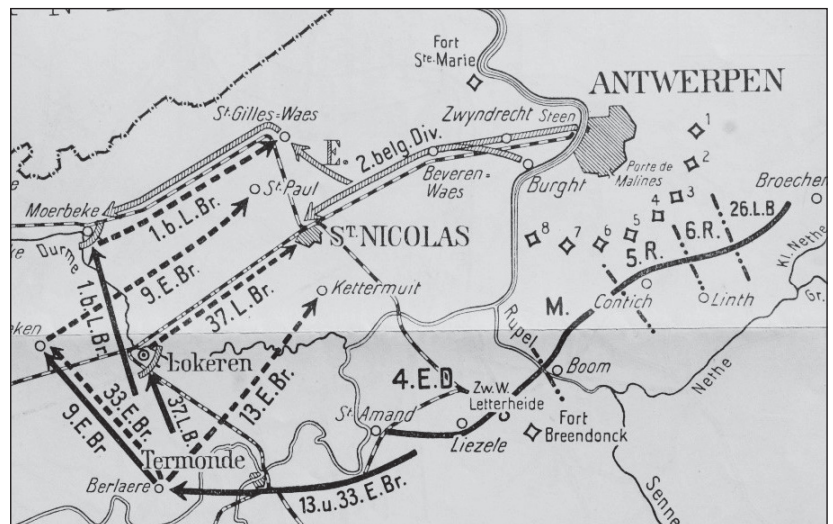 N
Fort
Ste. Marie
ANTWERPEN
St. Gilles=Waes
Zwyndrecht
Steen
E.
2.belg.Div.
1
2
Porte de
Malines
Broechem
St. Paul
Beveren=
Waes
Burght
Moerbeke
1.b.L.Br.
3
4
5
6
7
8
26.L.B
6.R.
5.R.
Durme
ST. NICOLAS
9.E.Br.
1.b.L.Br.
37.L.Br.
Kettermuit
M.
Contich
Linth
Kl. Nethe
Gr.
Rupel
eken
Lokeren
13.E.Br.
4.E.D
Boom
Nethe
33.E.Br.
37.L.B.
9.E.Br
Zw.W.
Letterheide
St. Amand
Liezele
Fort
Breendonck
Termonde
Berlaere
13.u.33.E.Br.
Senne